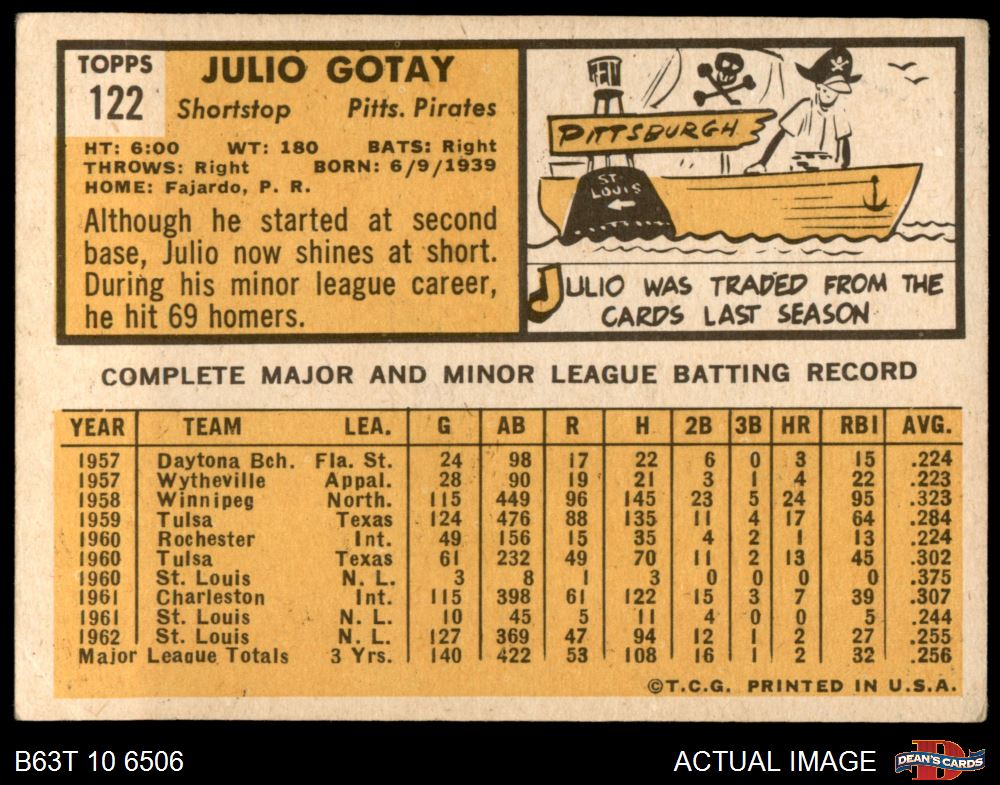 TOPPS
122
JULIO GOTAY
Shortstop Pitts. Pirates
HT: 6:00 WT: 180 BATS: Right
THROWS: Right BORN: 6/9/1939
HOME: Fajardo, P. R.
Although he started at second
base, Julio now shines at short.
During his minor league career,
he hit 69 homers.
PITTSBURGH
ST.
LOUIS
JULIO WAS TRADED FROM THE
CARDS LAST SEASON
COMPLETE MAJOR AND MINOR LEAGUE BATTING RECORD
YEAR TEAM LEA. G AB R H 2B 3B HR RBI AVG.
1957 Daytona Bch. Fla. St. 24 98 17 22 6 0 3 15 .224
1957 Wytheville Appal. 28 90 19 21 3 1 4 22 .223
1958 Winnipeg North. 115 449 96 145 23 5 24 95 .323
1959 Tulsa Texas 124 476 88 135 11 4 17 64 .284
1960 Rochester Int. 49 156 15 35 4 2 1 13 .224
1960 Tulsa Texas 61 232 49 70 11 2 13 45 .302
1960 St. Louis N. L. 3 8 1 3 0 0 0 0 .375
1961 Charleston Int. 115 398 61 122 15 3 7 39 .307
1961 St. Louis N. L. 10 45 5 11 4 0 0 5 .244
1962 St. Louis N. L. 127 369 47 94 12 1 2 27 .255
Major League Totals 3 Yrs. 140 422 53 108 16 1 2 32 .256
©T.C.G. PRINTED IN U.S.A.
B63T 10 6506 ACTUAL IMAGE DEAN'S CARDS